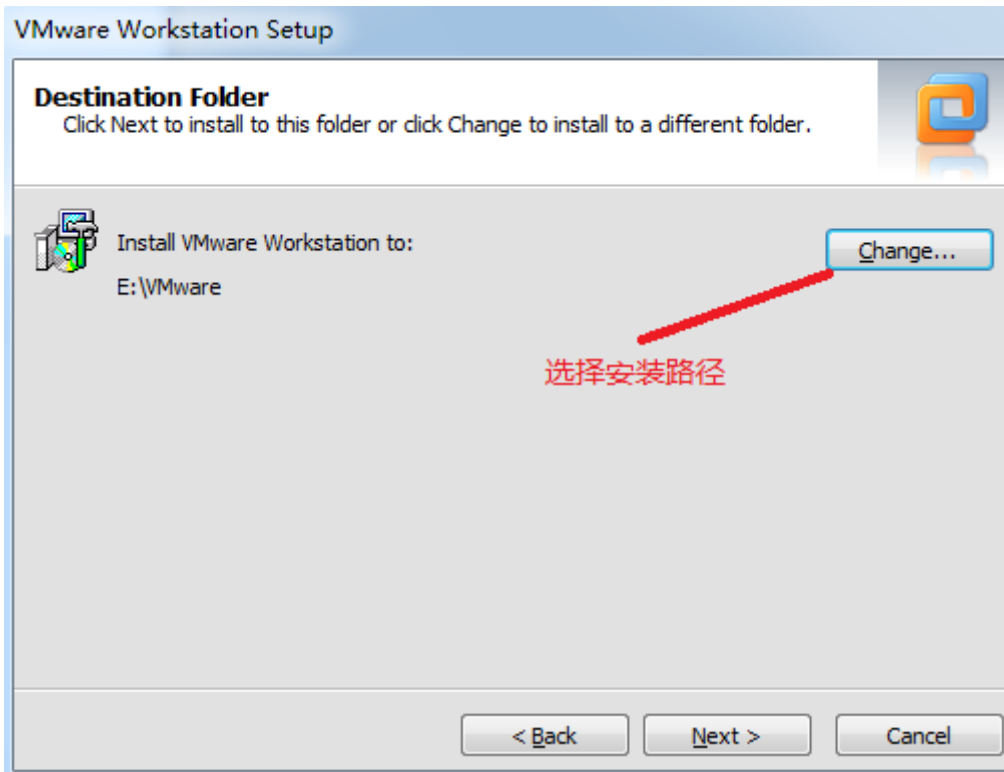 VMware Workstation Setup
Destination Folder
Click Next to install to this folder or click Change to install to a different folder.
Install VMware Workstation to:
Change...
E:\VMware
选择安装路径
< Back
Next >
Cancel